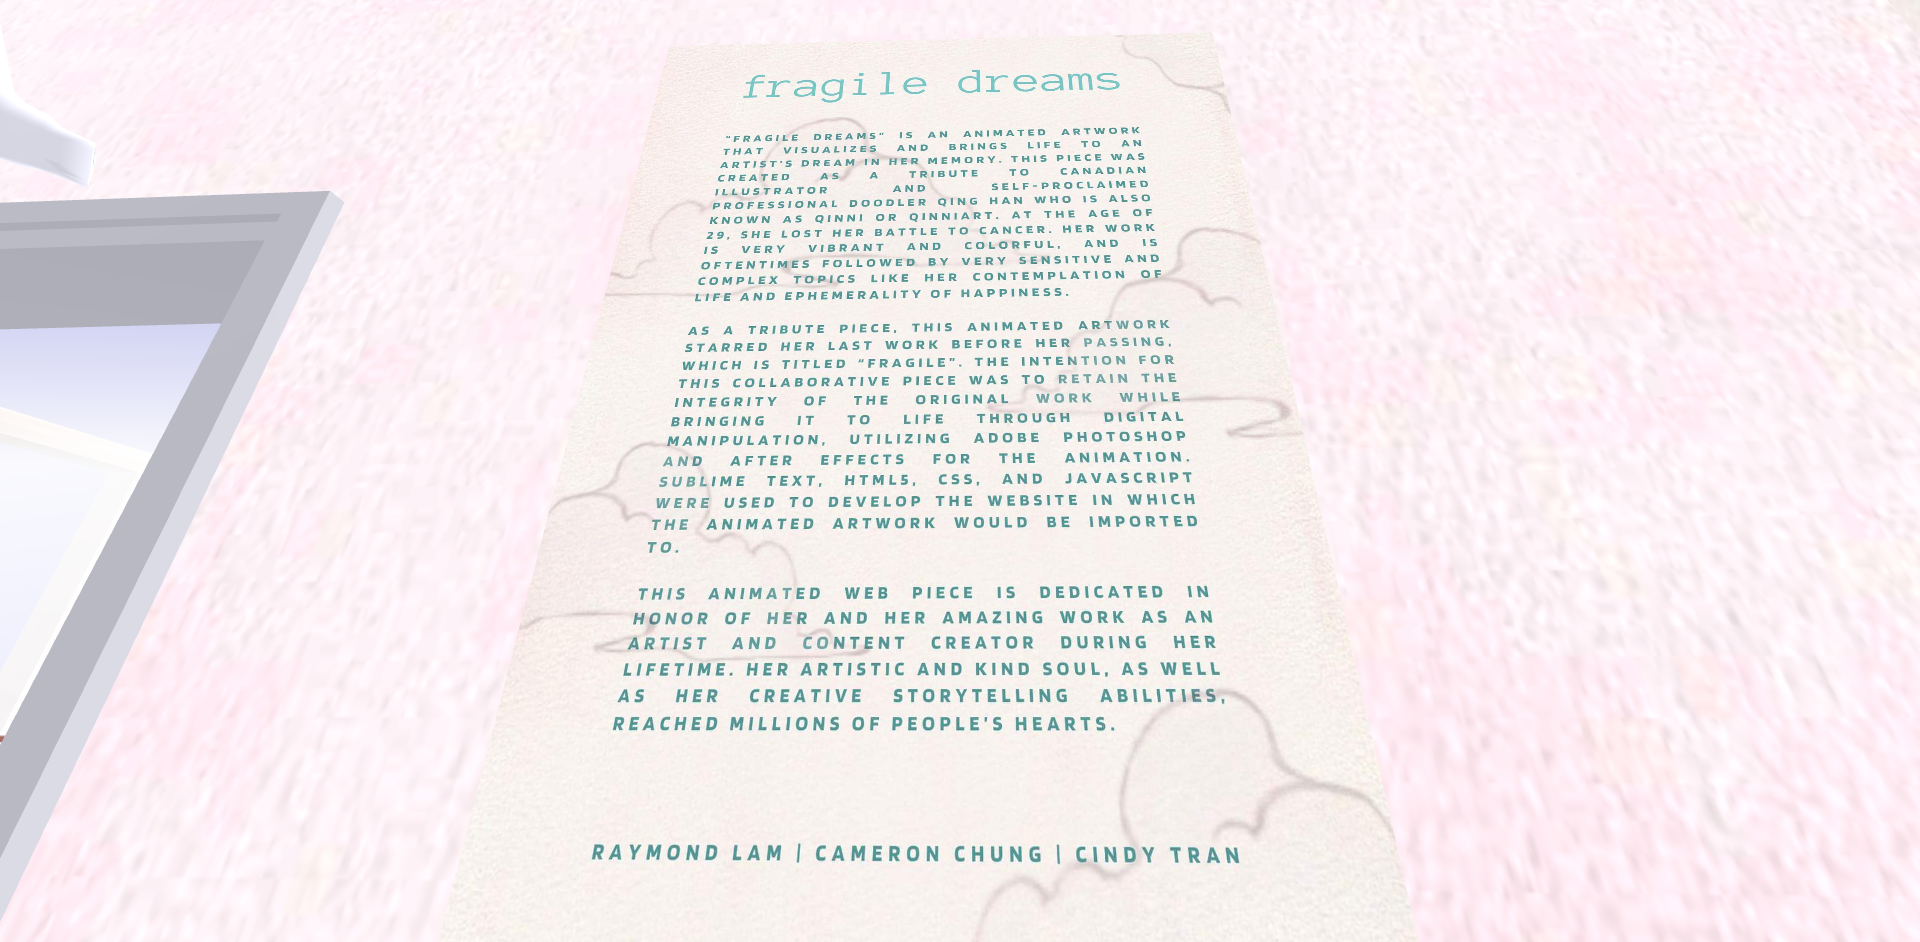 fragile dreams
"FRAGILE DREAMS" IS AN ANIMATED ARTWORK
THAT VISUALIZES AND BRINGS LIFE TO AN
ARTIST'S DREAM IN HER MEMORY. THIS PIECE WAS
CREATED AS A TRIBUTE TO CANADIAN
ILLUSTRATOR AND SELF-PROCLAIMED
PROFESSIONAL DOODLER QING HAN WHO IS ALSO
KNOWN AS QINNI OR QINNIART. AT THE AGE OF
29, SHE LOST HER BATTLE TO CANCER. HER WORK
IS VERY VIBRANT AND COLORFUL, AND IS
OFTENTIMES FOLLOWED BY VERY SENSITIVE AND
COMPLEX TOPICS LIKE HER CONTEMPLATION OF
LIFE AND EPHEMERALITY OF HAPPINESS.
AS A TRIBUTE PIECE, THIS ANIMATED ARTWORK
STARRED HER LAST WORK BEFORE HER PASSING,
WHICH IS TITLED "FRAGILE". THE INTENTION FOR
THIS COLLABORATIVE PIECE WAS TO RETAIN THE
INTEGRITY OF THE ORIGINAL WORK WHILE
BRINGING IT TO LIFE THROUGH DIGITAL
MANIPULATION, UTILIZING ADOBE PHOTOSHOP
AND AFTER EFFECTS FOR THE ANIMATION.
SUBLIME TEXT, HTML5, CSS, AND JAVASCRIPT
WERE USED TO DEVELOP THE WEBSITE IN WHICH
THE ANIMATED ARTWORK WOULD BE IMPORTED
TO.
THIS ANIMATED WEB PIECE IS DEDICATED IN
HONOR OF HER AND HER AMAZING WORK AS AN
ARTIST AND CONTENT CREATOR DURING HER
LIFETIME. HER ARTISTIC AND KIND SOUL, AS WELL
AS HER CREATIVE STORYTELLING ABILITIES,
REACHED MILLIONS OF PEOPLE'S HEARTS.
RAYMOND LAM | CAMERON CHUNG | CINDY TRAN